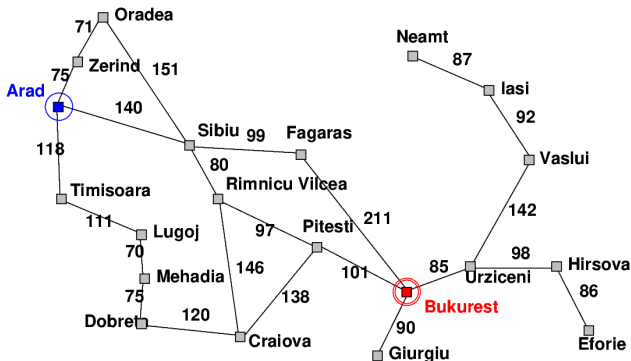 Oradea
71
Neamt
87
Zerind
75
151
Iasi
Arad
140
92
118
Sibiu
99
Fagaras
80
Vaslui
Timisoara
Rimnicu Vilcea
111
Lugoj
97
Pitesti
211
142
70
Mehadia
146
101
85
98
Hirsova
Urziceni
75
138
86
Dobret
120
Bukurest
Craiova
90
Eforie
Giurgiu